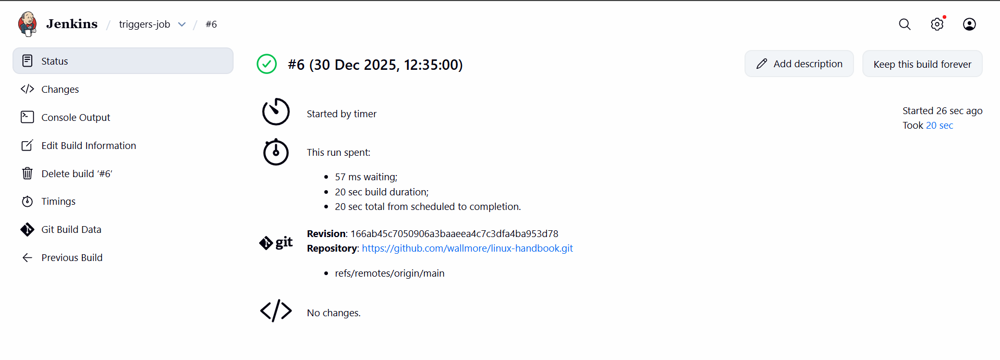 Jenkins / triggers-job / #6
Status
Changes
Console Output
Edit Build Information
Delete build ‘#6’
Timings
Git Build Data
Previous Build
#6 (30 Dec 2025, 12:35:00)
Add description
Keep this build forever
Started by timer
Started 26 sec ago
Took 20 sec
This run spent:
57 ms waiting;
20 sec build duration;
20 sec total from scheduled to completion.
git
Revision: 166ab45c7050906a3baaeea4c7c3dfa4ba953d78
Repository: https://github.com/wallmore/linux-handbook.git
refs/remotes/origin/main
No changes.